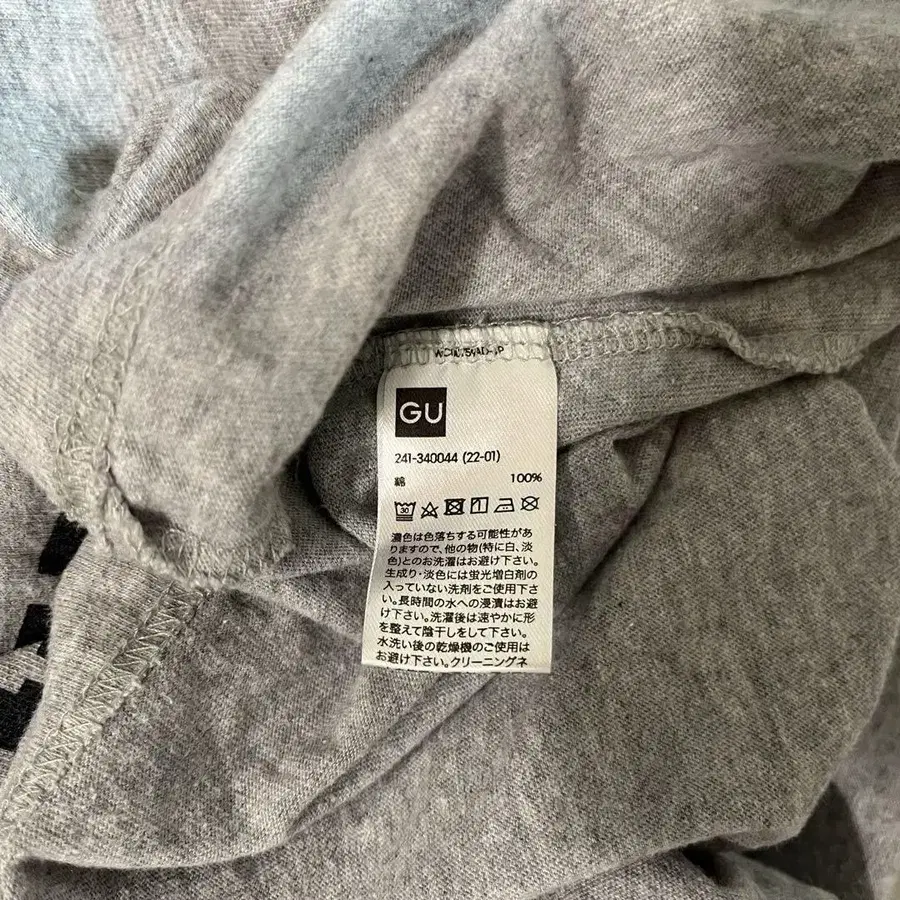 GU
241-340044 (22-01)
綿 100%
30
濃色は色落ちする可能性があ
りますので、他の物(特に白、淡
色)とのお洗濯はお避け下さい。
生成り・淡色には蛍光増白剤の
入っていない洗剤をご使用下さ
い。長時間の水への浸漬はお避
け下さい。洗濯後は速やかに形
を整えて陰干しをして下さい。
水洗い後の乾燥機のご使用は
お避け下さい。クリーニングネ